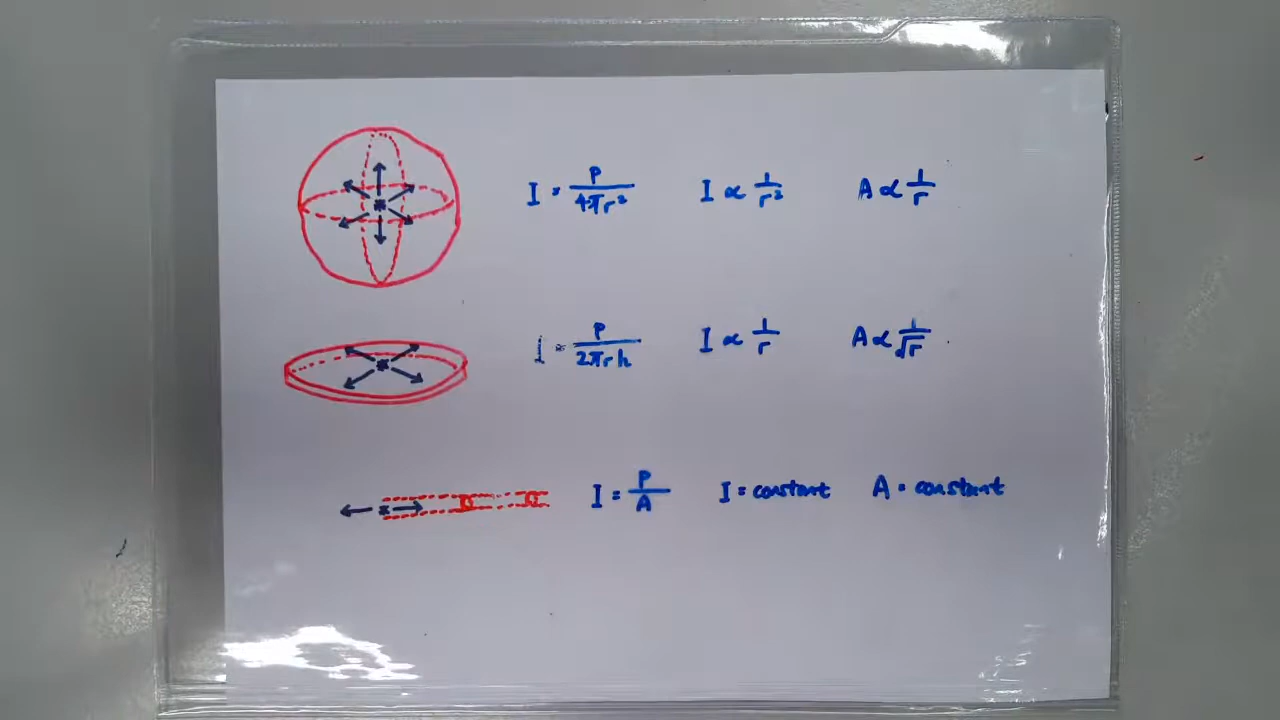 I = P/4πr² I ∝ 1/r² A ∝ 1/r
I = P/2πrh I ∝ 1/r A ∝ 1/√r
I = P/A I = constant A = constant